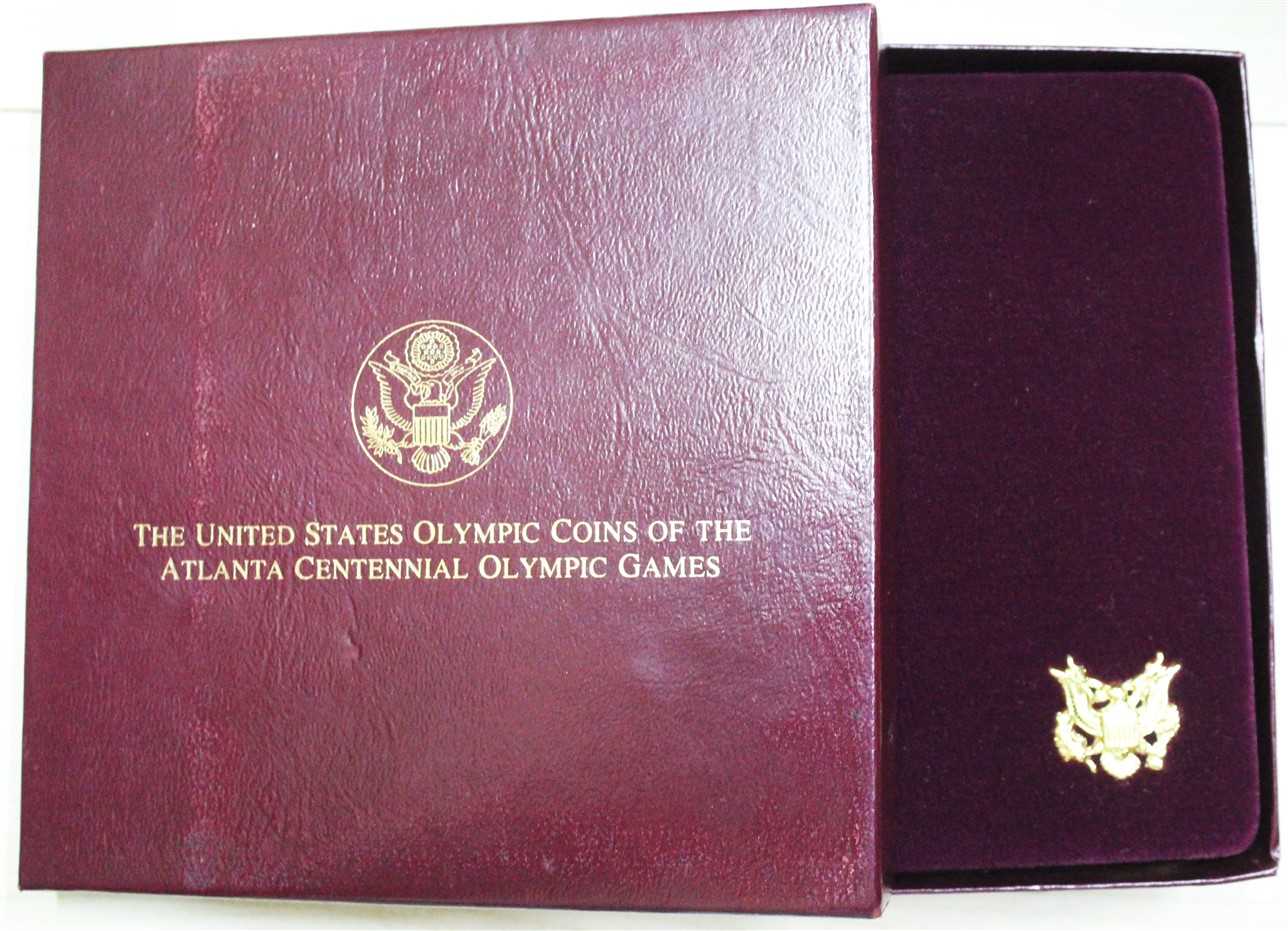 THE UNITED STATES OLYMPIC COINS OF THE
ATLANTA CENTENNIAL OLYMPIC GAMES